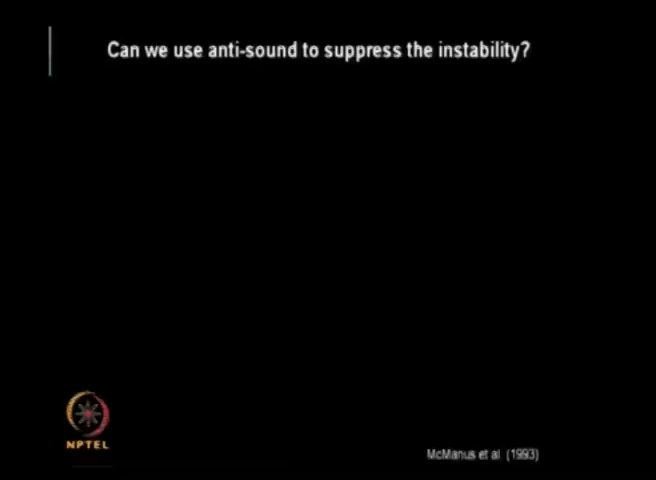 Can we use anti-sound to suppress the instability?
NPTEL
McManus et al (1993)